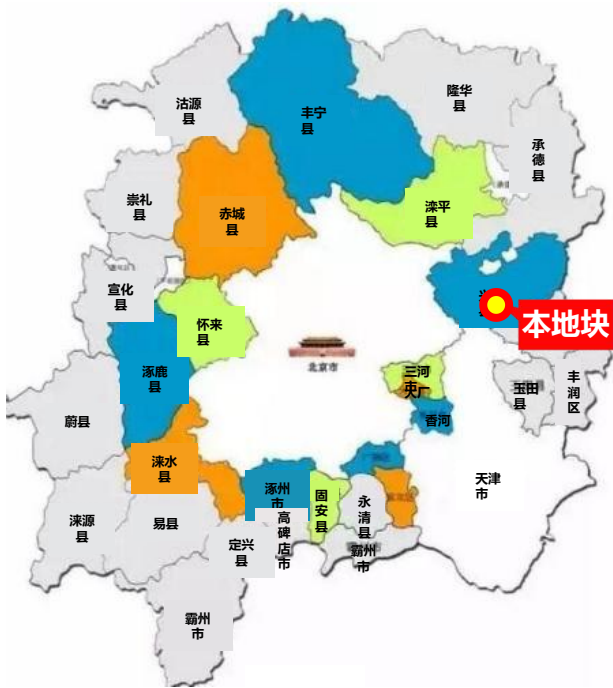 沽源
县
丰宁
县
隆华
县
承
德
县
崇礼
县
赤城
县
滦平
县
宣化
县
怀来
县
本地块
北京市
涿鹿
县
三河
市
大厂
玉田
县
丰
润
区
香河
蔚县
涞水
县
天津
市
涿州
市
固
安
县
永
清
县
涞源
县
易县
定兴
县
高
碑
店
市
霸州
市
霸州
市